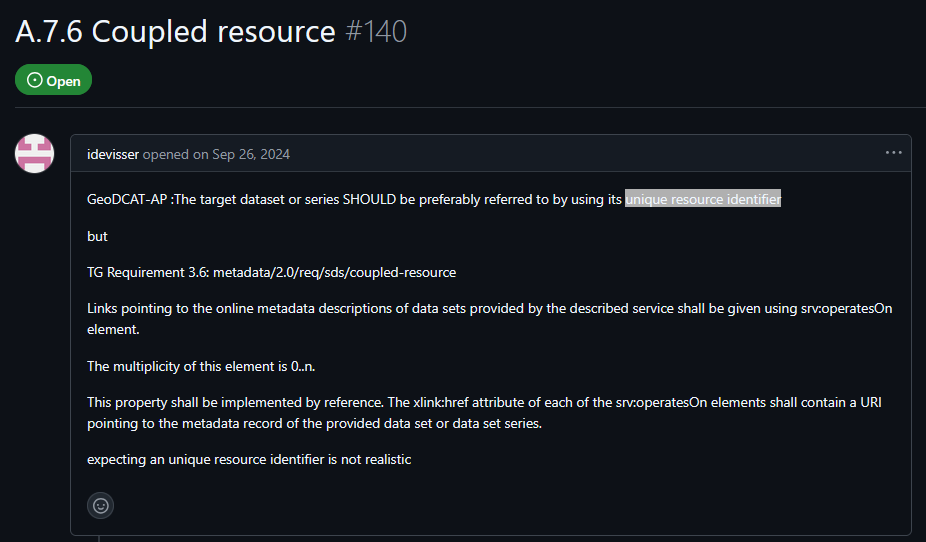 A.7.6 Coupled resource #140
Open
idevisser opened on Sep 26, 2024
GeoDCAT-AP :The target dataset or series SHOULD be preferably referred to by using its unique resource identifier
but
TG Requirement 3.6: metadata/2.0/req/sds/coupled-resource
Links pointing to the online metadata descriptions of data sets provided by the described service shall be given using srv:operatesOn
element.
The multiplicity of this element is 0..n.
This property shall be implemented by reference. The xlink:href attribute of each of the srv:operatesOn elements shall contain a URI
pointing to the metadata record of the provided data set or data set series.
expecting an unique resource identifier is not realistic